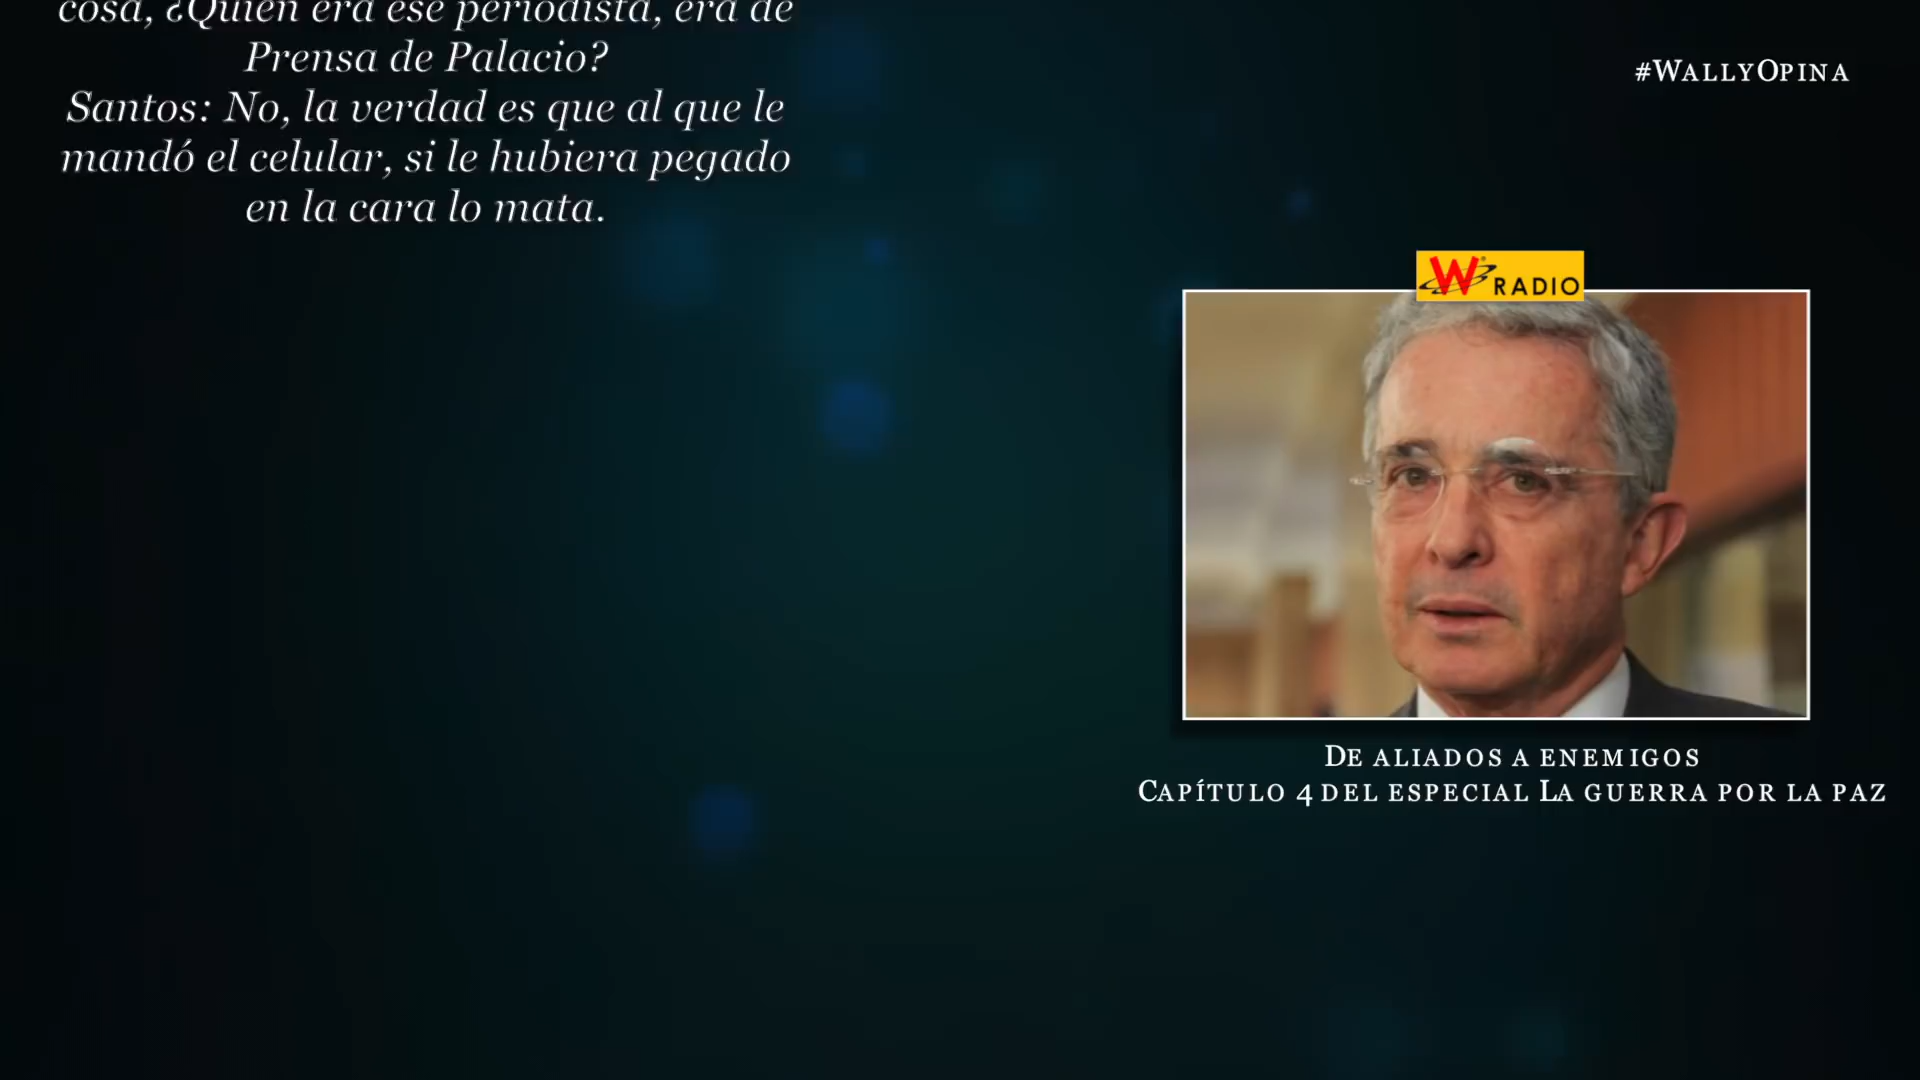 cosa, ¿Quién era ese periodista, era de
Prensa de Palacio?
Santos: No, la verdad es que al que le
mandó el celular, si le hubiera pegado
en la cara lo mata.
#WallyOpina
W RADIO
De aliados a enemigos
Capítulo 4 del especial La guerra por la paz